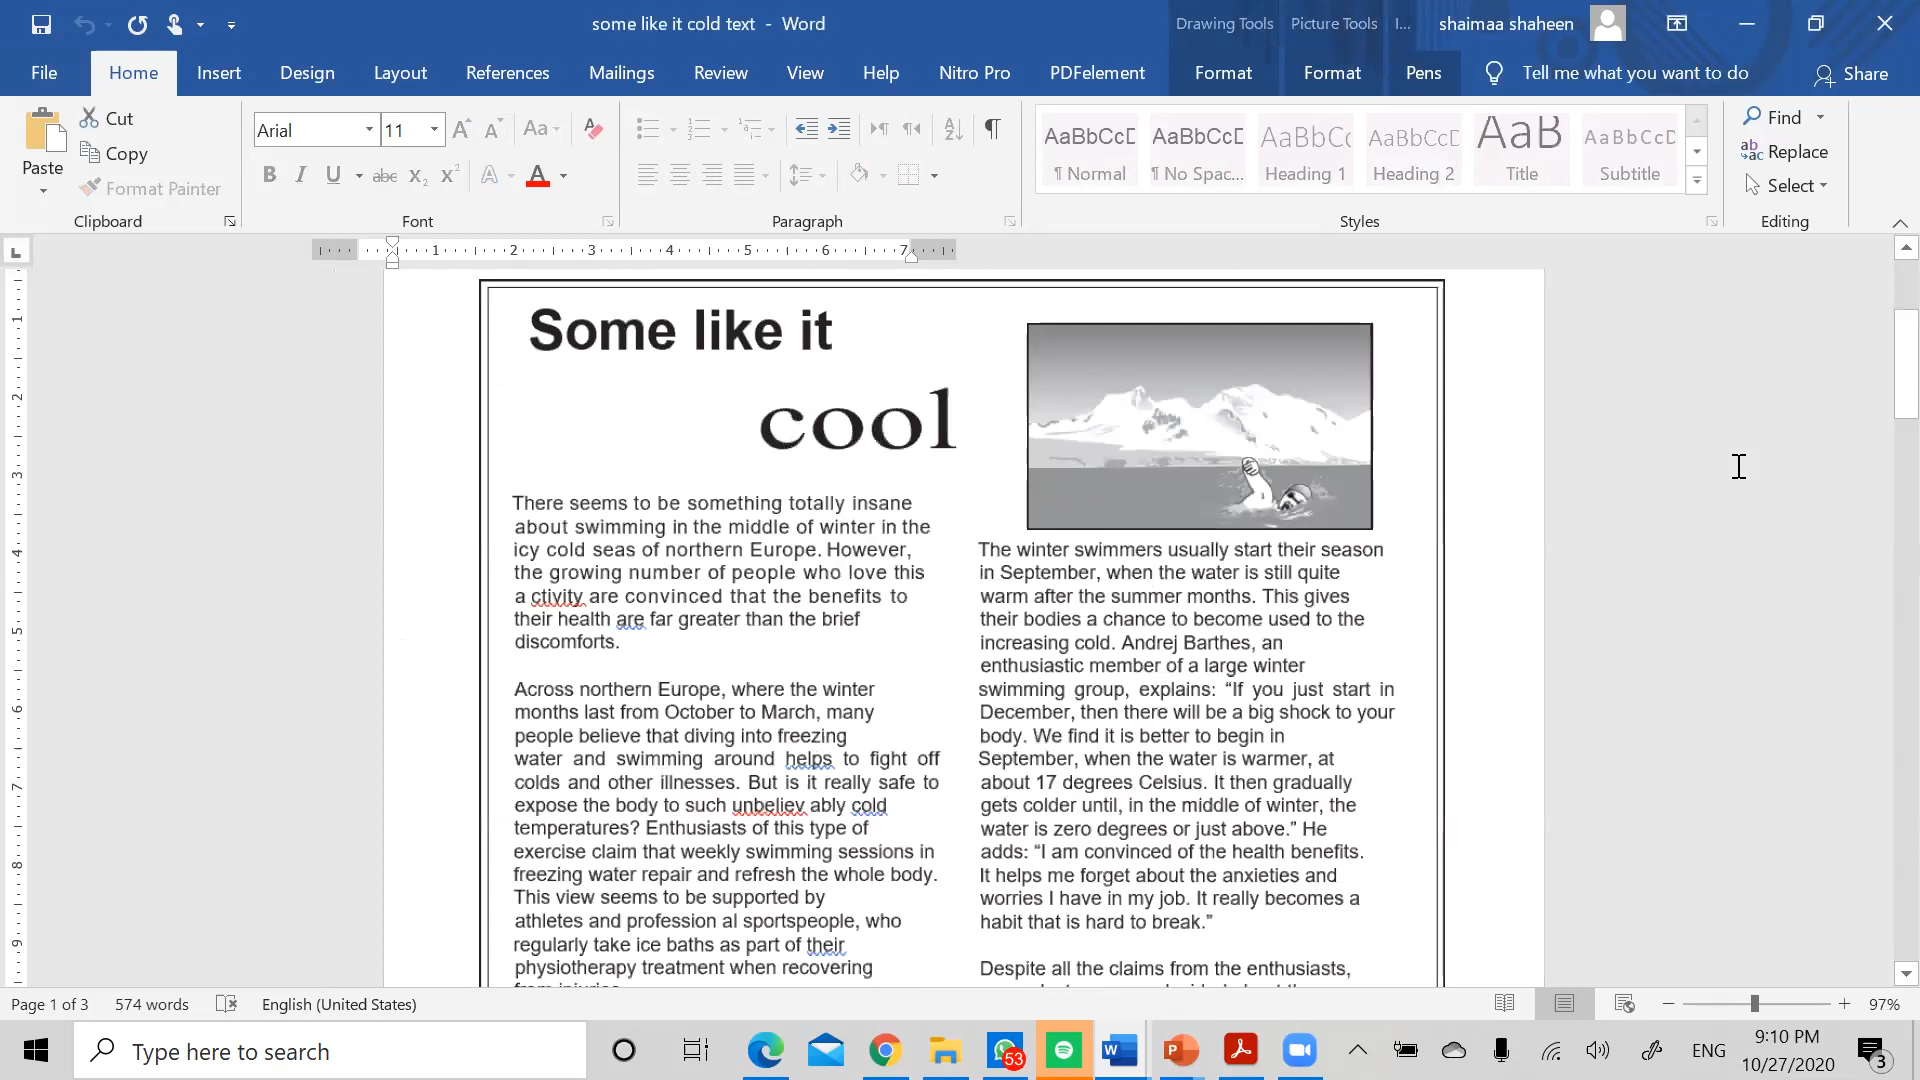 some like it cold text - Word
Drawing Tools
Picture Tools
I...
shaimaa shaheen
File
Home
Insert
Design
Layout
References
Mailings
Review
View
Help
Nitro Pro
PDFelement
Format
Format
Pens
Tell me what you want to do
Share
Paste
Cut
Copy
Format Painter
Clipboard
Arial
11
Font
Paragraph
AaBbCcD
¶ Normal
AaBbCcD
¶ No Spac...
AaBbCc
Heading 1
AaBbCcD
Heading 2
AaB
Title
AaBbCcD
Subtitle
Styles
Find
Replace
Select
Editing
1 2 3 4 5 6 7
Some like it
cool
There seems to be something totally insane
about swimming in the middle of winter in the
icy cold seas of northern Europe. However,
the growing number of people who love this
a ctivity are convinced that the benefits to
their health are far greater than the brief
discomforts.
Across northern Europe, where the winter
months last from October to March, many
people believe that diving into freezing
water and swimming around helps to fight off
colds and other illnesses. But is it really safe to
expose the body to such unbeliev ably cold
temperatures? Enthusiasts of this type of
exercise claim that weekly swimming sessions in
freezing water repair and refresh the whole body.
This view seems to be supported by
athletes and profession al sportspeople, who
regularly take ice baths as part of their
physiotherapy treatment when recovering
from injuries.
The winter swimmers usually start their season
in September, when the water is still quite
warm after the summer months. This gives
their bodies a chance to become used to the
increasing cold. Andrej Barthes, an
enthusiastic member of a large winter
swimming group, explains: “If you just start in
December, then there will be a big shock to your
body. We find it is better to begin in
September, when the water is warmer, at
about 17 degrees Celsius. It then gradually
gets colder until, in the middle of winter, the
water is zero degrees or just above.” He
adds: “I am convinced of the health benefits.
It helps me forget about the anxieties and
worries I have in my job. It really becomes a
habit that is hard to break.”
Despite all the claims from the enthusiasts,
Page 1 of 3
574 words
English (United States)
97%
Type here to search
53
ENG
9:10 PM
10/27/2020
3